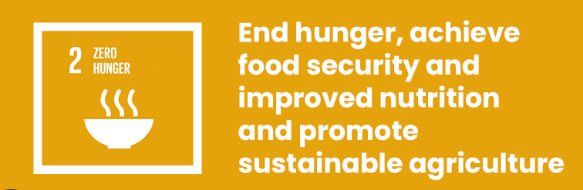 2 ZERO
HUNGER
End hunger, achieve
food security and
improved nutrition
and promote
sustainable agriculture